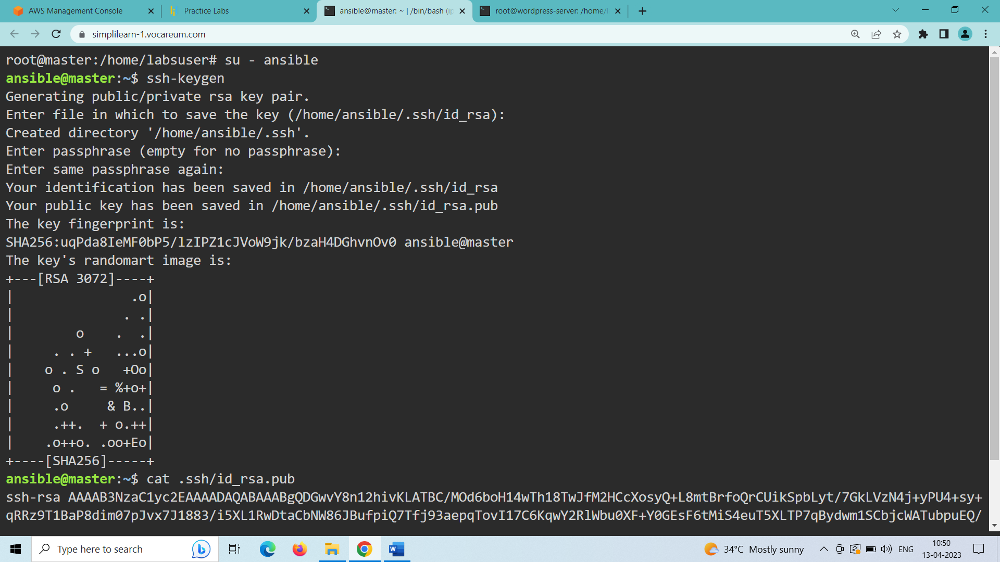 AWS Management Console
Practice Labs
ansible@master: ~ | /bin/bash (ip
root@wordpress-server: /home/l
simplilearn-1.vocareum.com
root@master:/home/labsuser# su - ansible
ansible@master:~$ ssh-keygen
Generating public/private rsa key pair.
Enter file in which to save the key (/home/ansible/.ssh/id_rsa):
Created directory '/home/ansible/.ssh'.
Enter passphrase (empty for no passphrase):
Enter same passphrase again:
Your identification has been saved in /home/ansible/.ssh/id_rsa
Your public key has been saved in /home/ansible/.ssh/id_rsa.pub
The key fingerprint is:
SHA256:uqPda8IeMF0bP5/lzIPZ1cJVoW9jk/bzaH4DGhvnOv0 ansible@master
The key's randomart image is:
+---[RSA 3072]----+
|               .o|
|              . .|
|        o    .  .|
|     . . +   ...o|
|    o . S o   +Oo|
|     o .   = %+o+|
|     .o     & B..|
|     .++.  + o.++|
|    .o++o. .oo+Eo|
+----[SHA256]-----+
ansible@master:~$ cat .ssh/id_rsa.pub
ssh-rsa AAAAB3NzaC1yc2EAAAADAQABAAABgQDGwvY8n12hivKLATBC/MOd6boH14wTh18TwJfM2HCcXosyQ+L8mtBrfoQrCUikSpbLyt/7GkLVzN4j+yPU4+sy+
qRRz9T1BaP8dim07pJvx7J1883/i5XL1RwDtaCbNW86JBufpiQ7Tfj93aepqTovI17C6KqwY2RlWbu0XF+Y0GEsF6tMiS4euT5XLTP7qBydwm1SCbjcWATubpuEQ/
Type here to search
34°C Mostly sunny
ENG
10:50
13-04-2023